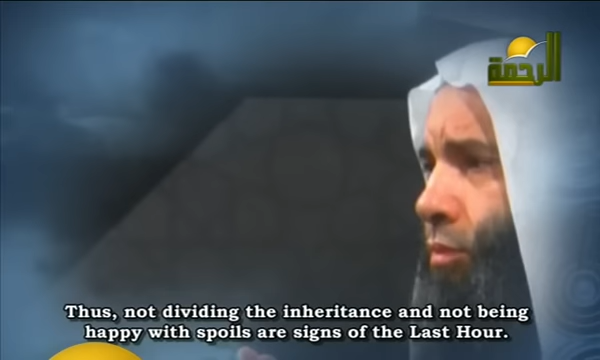 الرحمة
Thus, not dividing the inheritance and not being
happy with spoils are signs of the Last Hour.